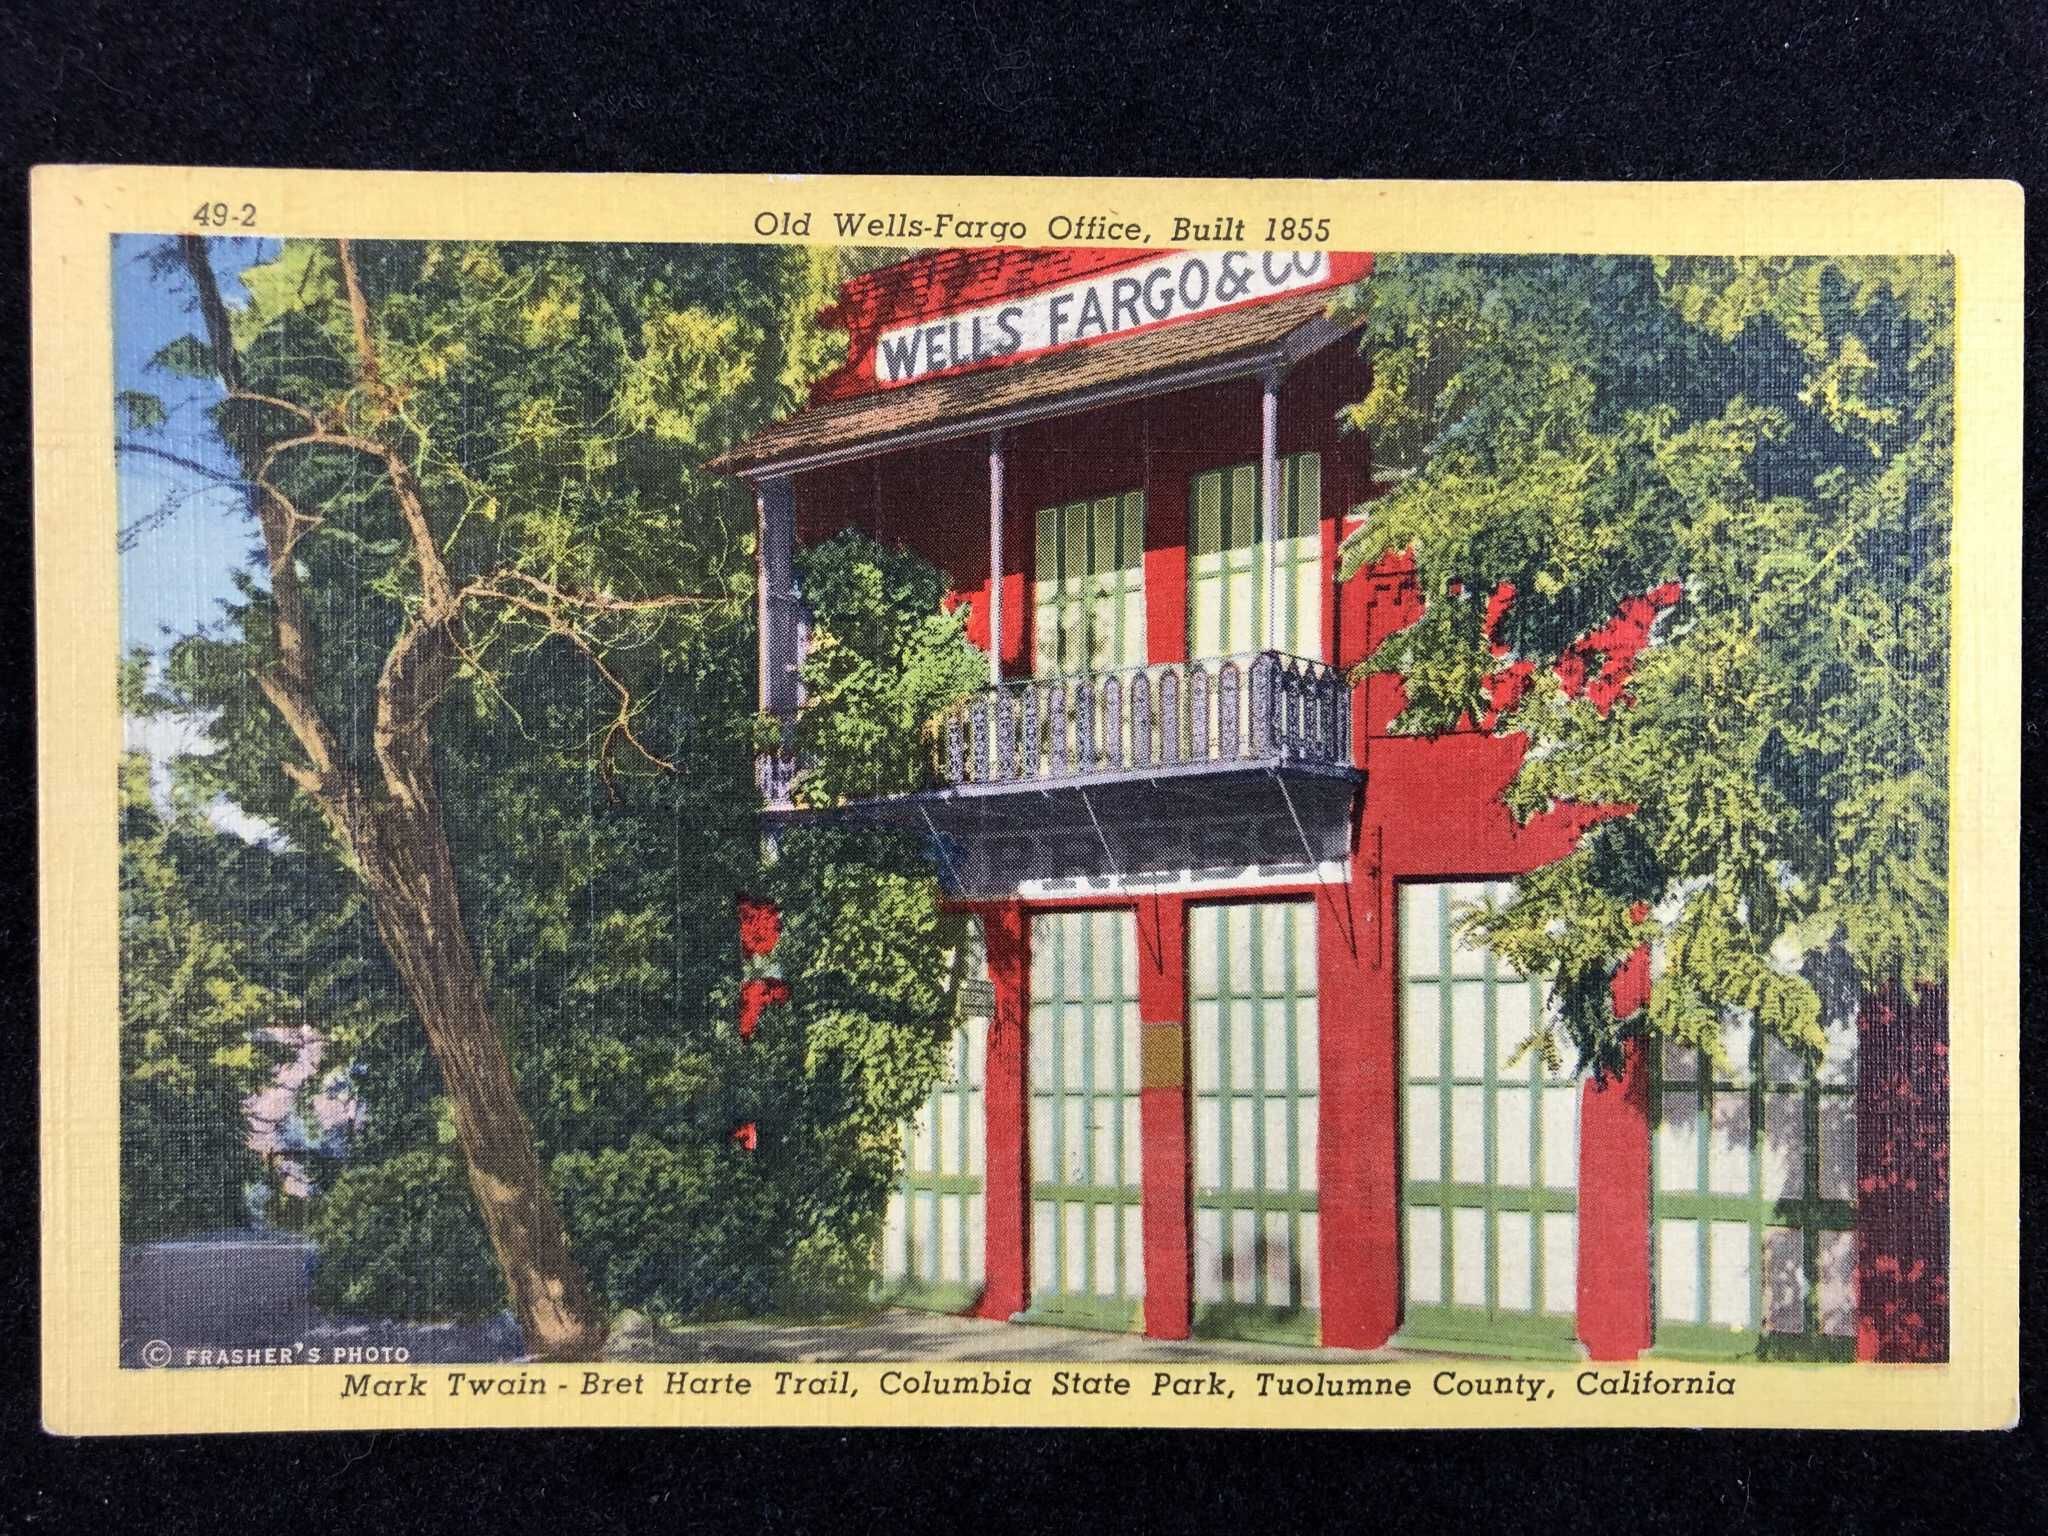 49-2
Old Wells-Fargo Office, Built 1855
WELLS FARGO & CO
© FRASHER'S PHOTO
Mark Twain - Bret Harte Trail, Columbia State Park, Tuolumne County, California